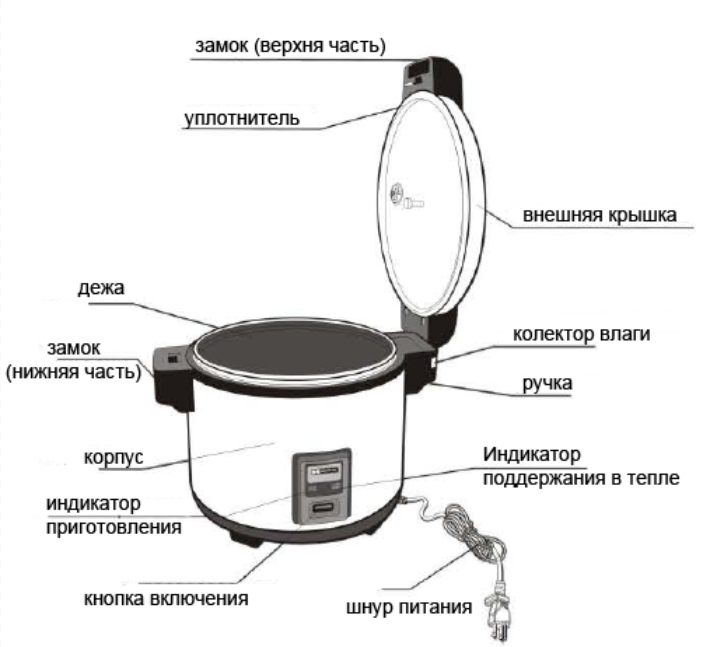 замок (верхня часть)
уплотнитель
внешняя крышка
дежа
колектор влаги
замок
(нижняя часть)
ручка
корпус
Индикатор
поддержания в тепле
индикатор
приготовления
кнопка включения
шнур питания